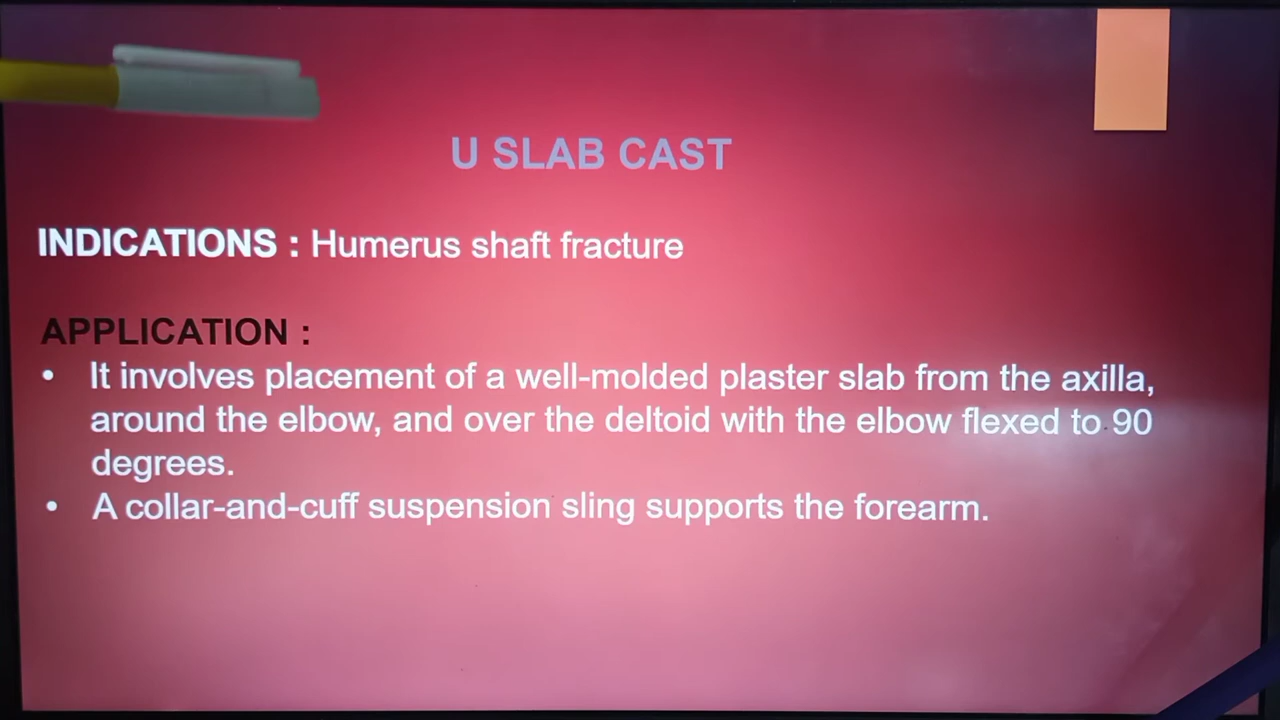 U SLAB CAST
INDICATIONS : Humerus shaft fracture
APPLICATION :
• It involves placement of a well-molded plaster slab from the axilla,
around the elbow, and over the deltoid with the elbow flexed to 90
degrees.
• A collar-and-cuff suspension sling supports the forearm.